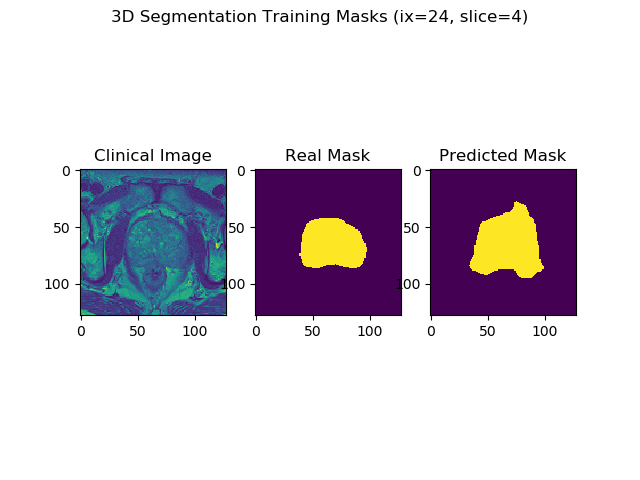 3D Segmentation Training Masks (ix=24, slice=4)
Clinical Image Real Mask Predicted Mask
0 0 0
50 50 50
100 100 100
0 50 100 0 50 100 0 50 100